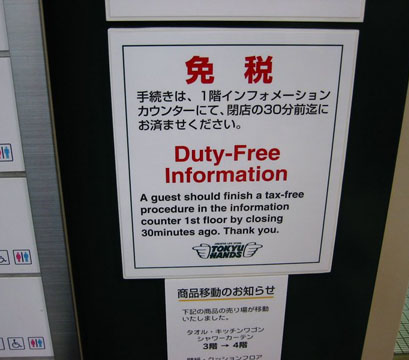 免 税
手続きは、1階インフォメーション
カウンターにて、閉店の30分前迄に
お済ませください。
Duty-Free
Information
A guest should finish a tax-free
procedure in the information
counter 1st floor by closing
30minutes ago. Thank you.
TOKYU
HANDS
商品移動のお知らせ
下記の商品の売り場が移動
いたしました。
タオル・キッチンワゴン
シャワーカーテン
3階 → 4階